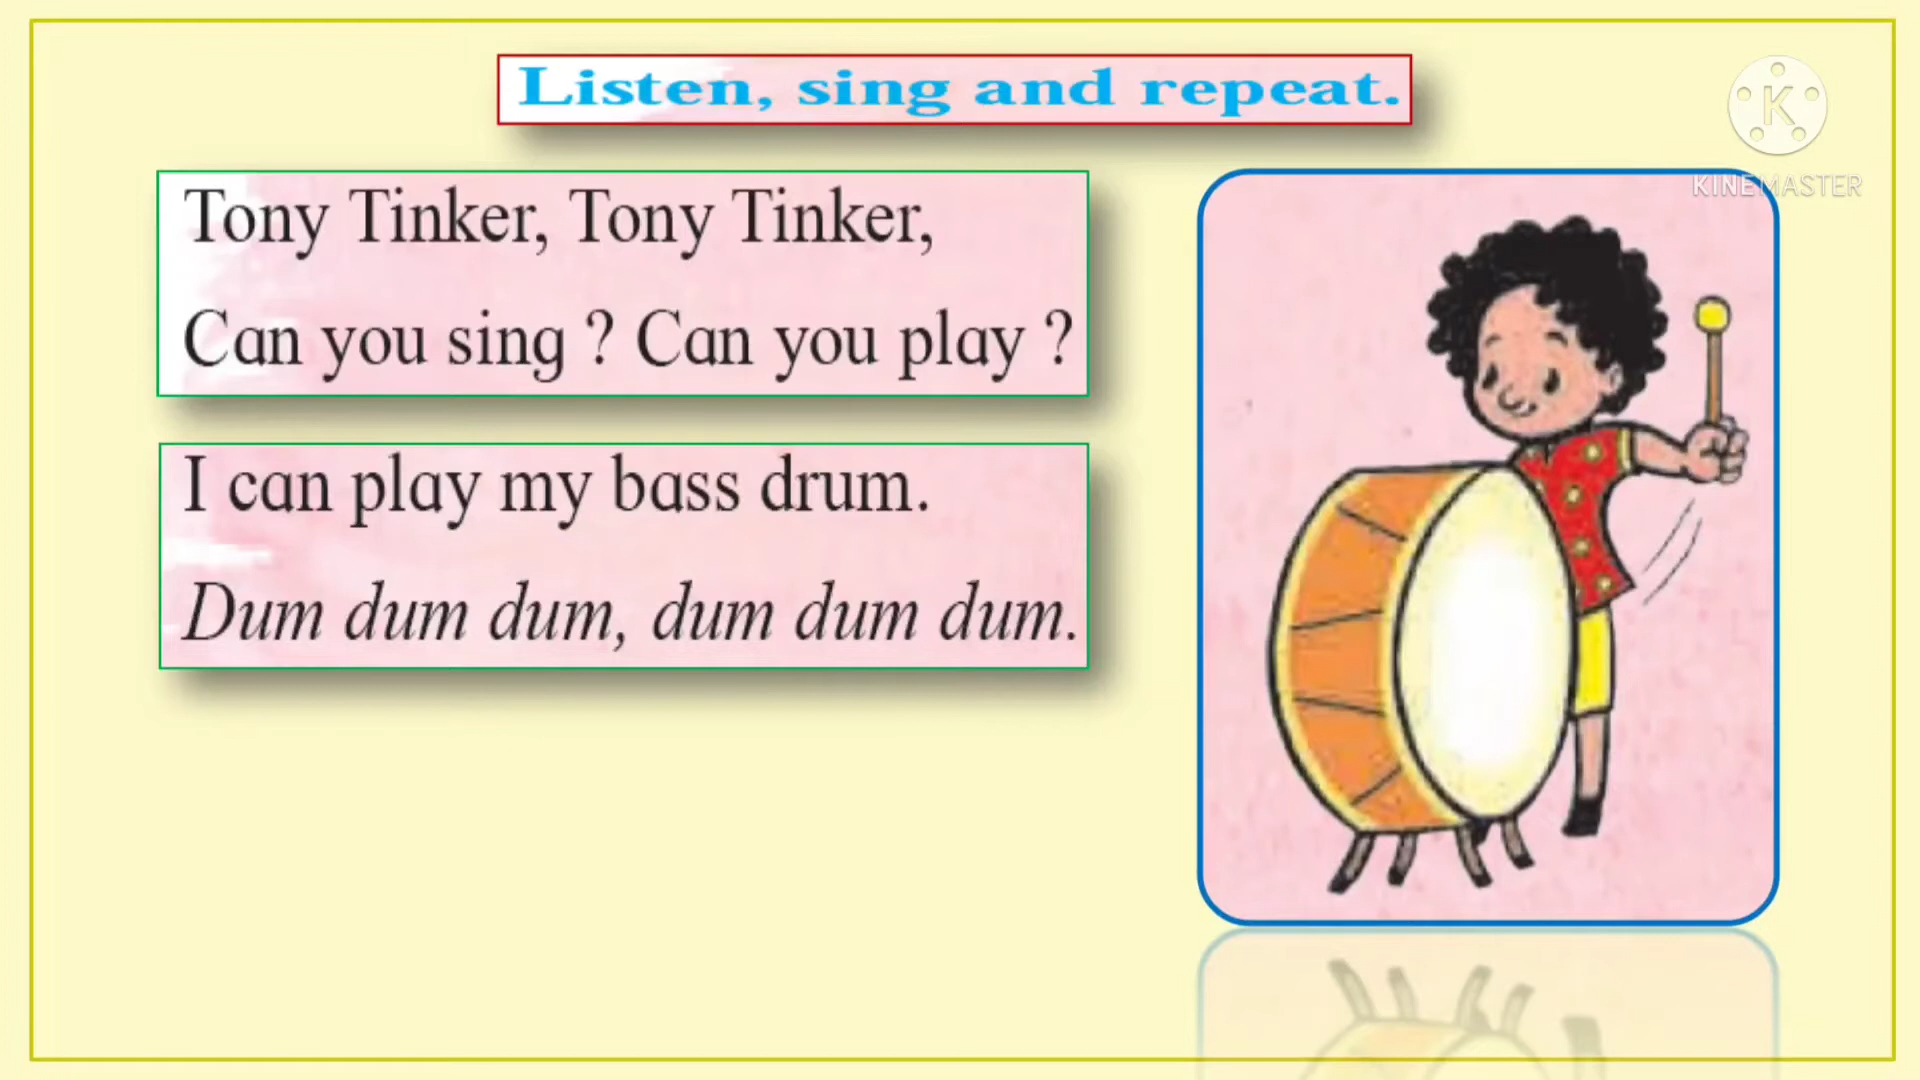 Listen, sing and repeat.
K
KINEMASTER
Tony Tinker, Tony Tinker,
Can you sing ? Can you play ?
I can play my bass drum.
Dum dum dum, dum dum dum.